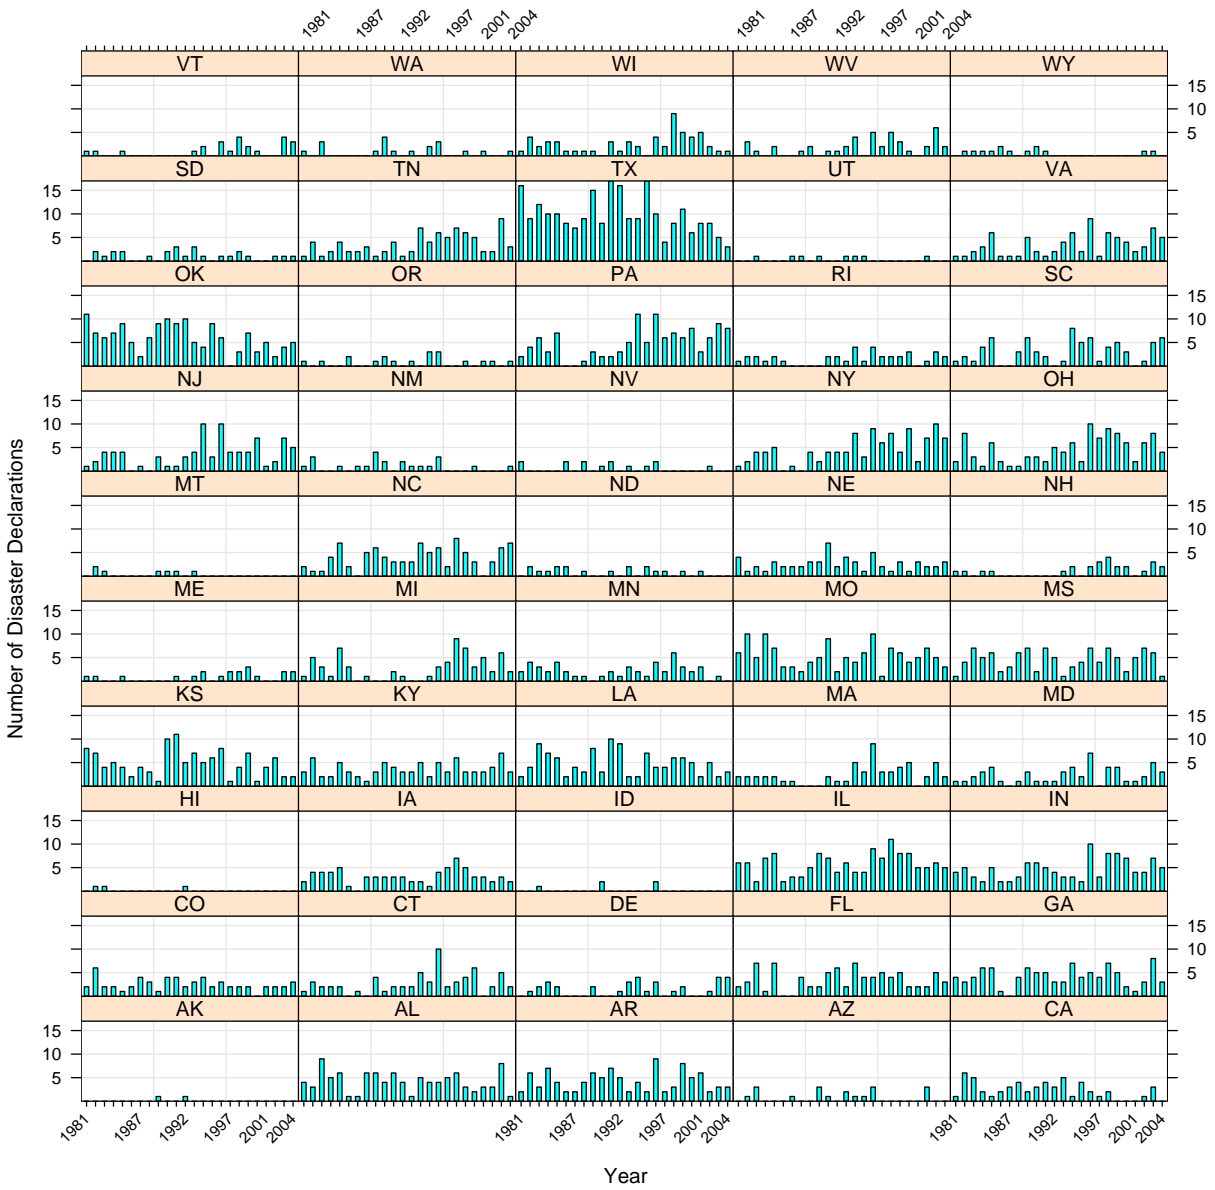 1981 1987 1992 1997 2001 2004 1981 1987 1992 1997 2001 2004
VT WA WI WV WY
15
10
5
SD TN TX UT VA
15
10
5
OK OR PA RI SC
15
10
5
NJ NM NV NY OH
15
10
5
MT NC ND NE NH
15
10
5
ME MI MN MO MS
15
10
5
KS KY LA MA MD
15
10
5
HI IA ID IL IN
15
10
5
CO CT DE FL GA
15
10
5
AK AL AR AZ CA
15
10
5
1981 1987 1992 1997 2001 2004 1981 1987 1992 1997 2001 2004 1981 1987 1992 1997 2001 2004
Year
Number of Disaster Declarations